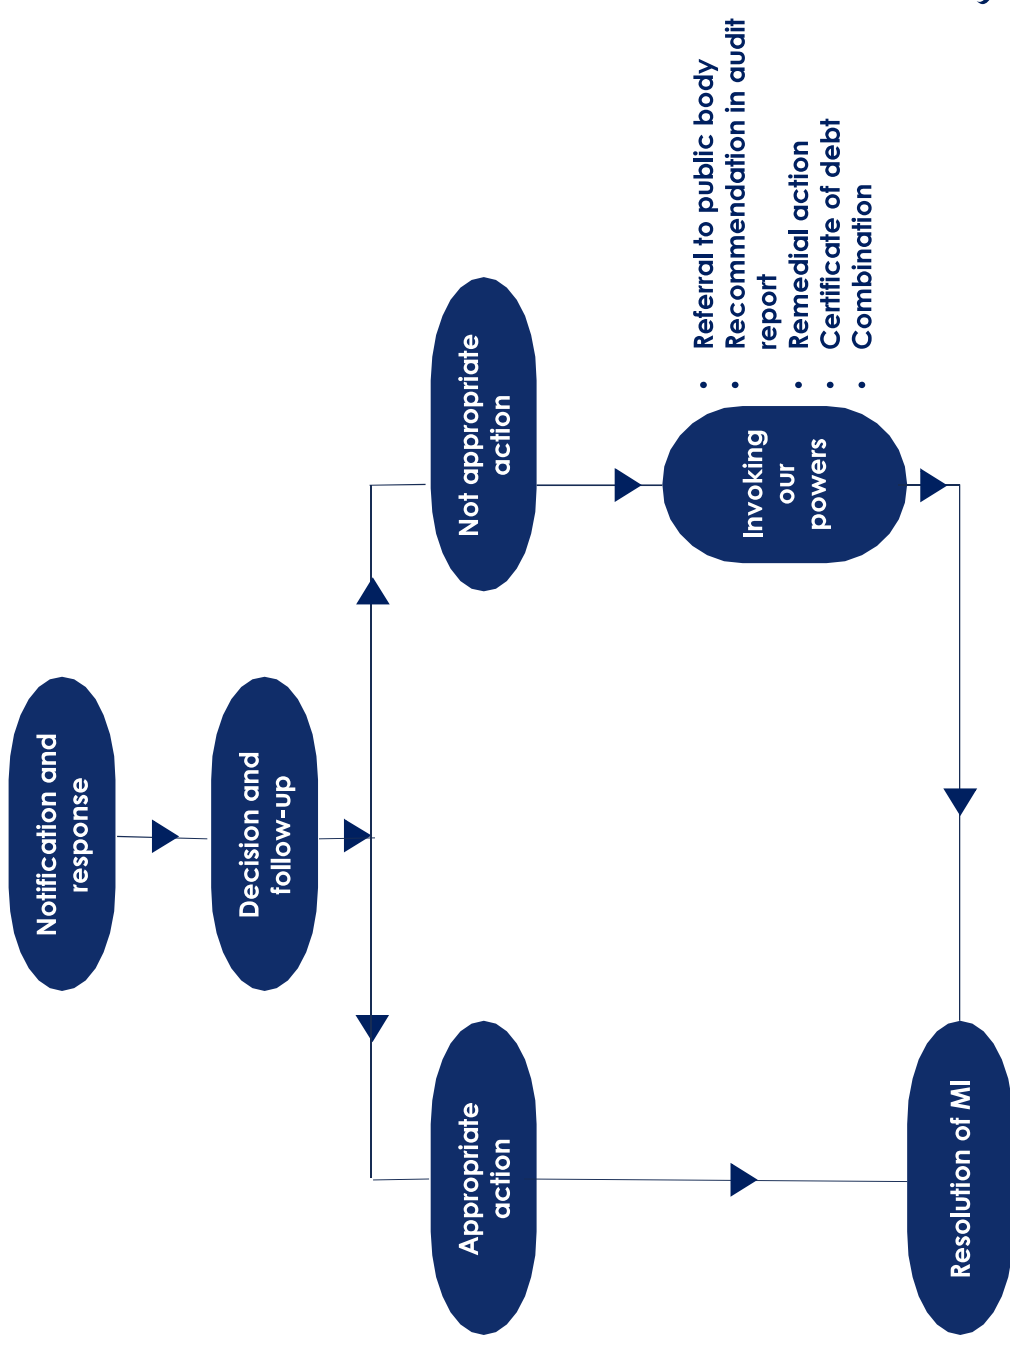 Notification and
response
Decision and
follow-up
Appropriate
action
Not appropriate
action
Invoking
our
powers
• Referral to public body
• Recommendation in audit
report
• Remedial action
• Certificate of debt
• Combination
Resolution of MI